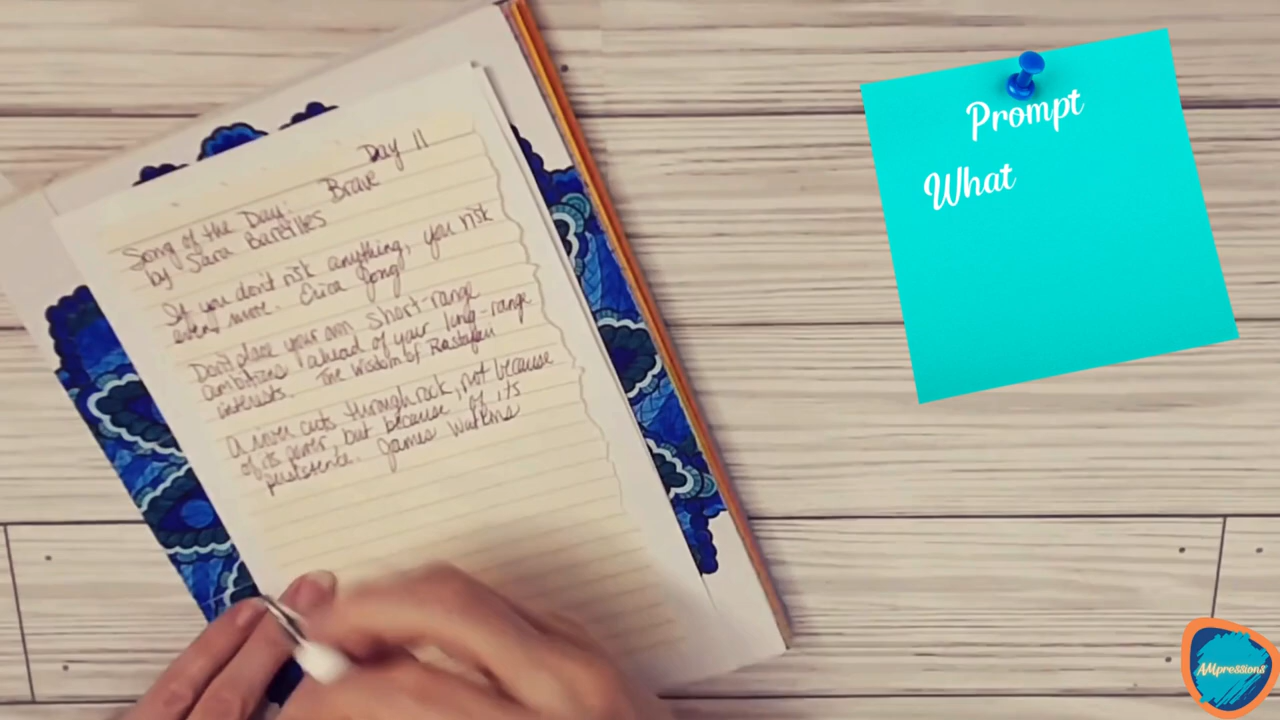 Day 11
Song of the Day: Brave
by Sara Bareilles
If you don't risk anything, you risk
even more. Erica Jong
Don't place your own short-range
ambitions ahead of your long-range
interests. The Wisdom of Rastafari
A river cuts through rock, not because
of its power, but because of its
persistence. James Watkins
Prompt
What
AMpressions